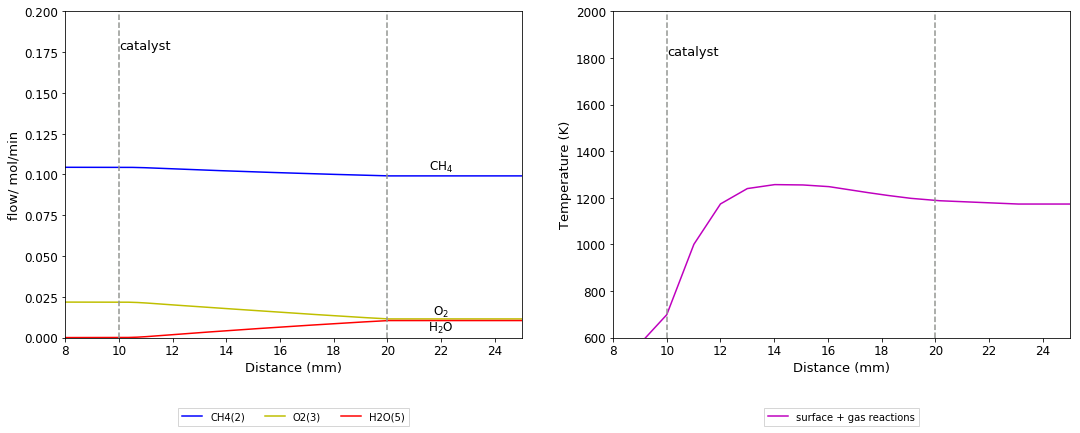 0.200
0.175
0.150
0.125
0.100
0.075
0.050
0.025
0.000
flow/ mol/min
catalyst
CH₄
O₂
H₂O
8 10 12 14 16 18 20 22 24
Distance (mm)
CH4(2) O2(3) H2O(5)
2000
1800
1600
1400
1200
1000
800
600
Temperature (K)
catalyst
8 10 12 14 16 18 20 22 24
Distance (mm)
surface + gas reactions